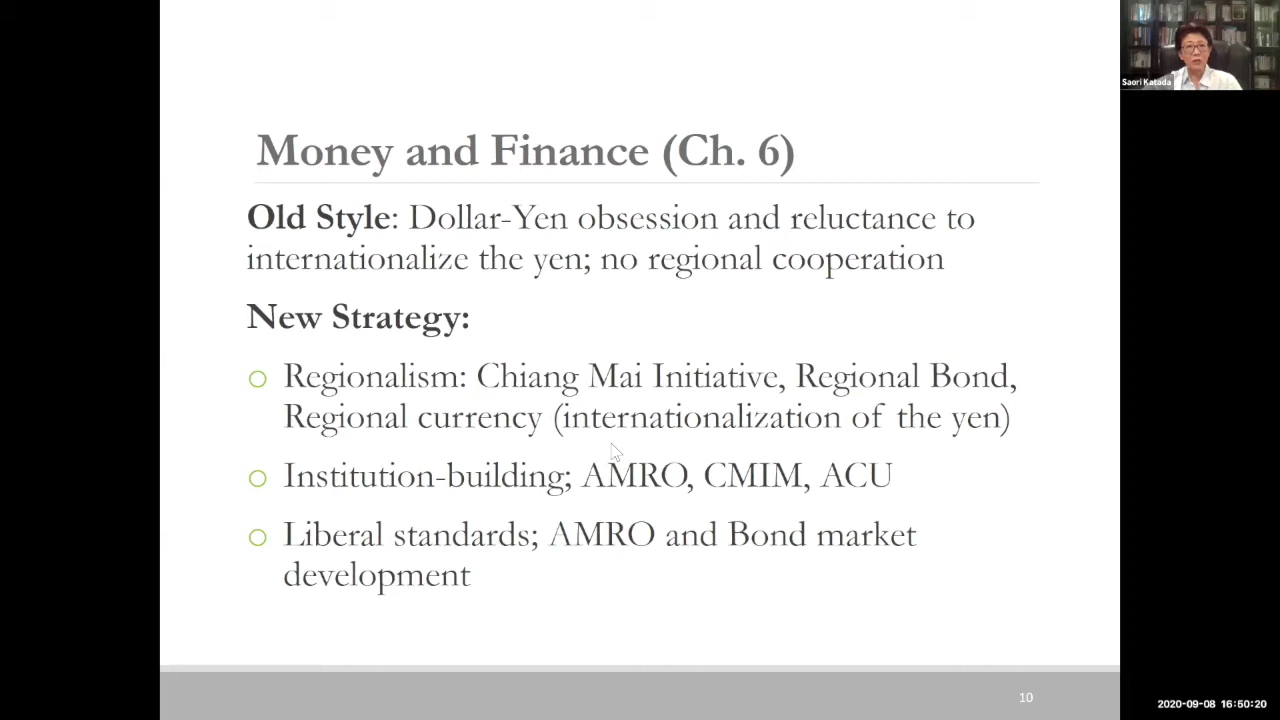 Saori Katada
Money and Finance (Ch. 6)
Old Style: Dollar-Yen obsession and reluctance to
internationalize the yen; no regional cooperation
New Strategy:
Regionalism: Chiang Mai Initiative, Regional Bond,
Regional currency (internationalization of the yen)
Institution-building; AMRO, CMIM, ACU
Liberal standards; AMRO and Bond market
development
10
2020-09-08 16:50:20